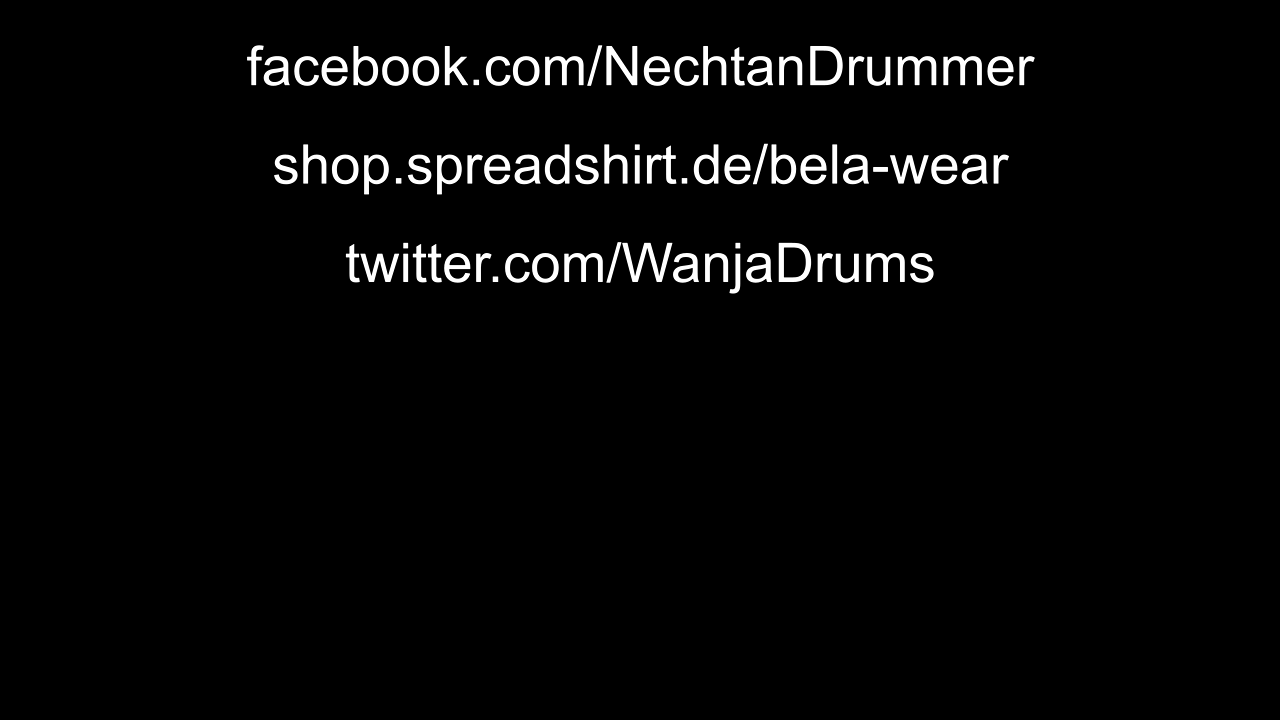 facebook.com/NechtanDrummer
shop.spreadshirt.de/bela-wear
twitter.com/WanjaDrums